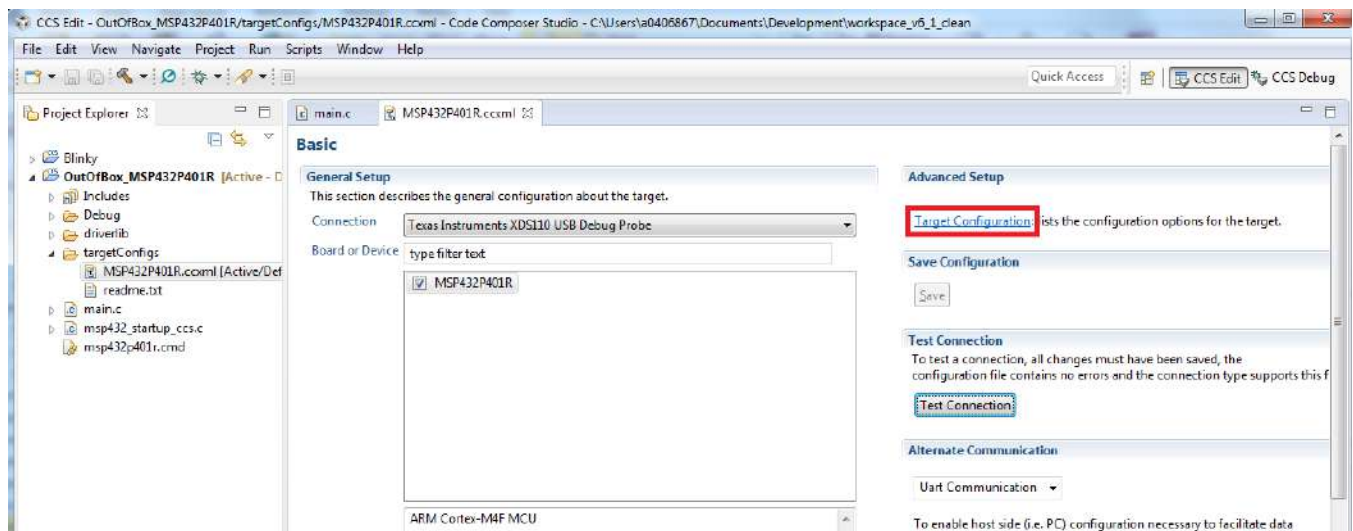 CCS Edit - OutOfBox_MSP432P401R/targetConfigs/MSP432P401R.ccxml - Code Composer Studio - C:\Users\a0406867\Documents\Development\workspace_v6_1_clean
File Edit View Navigate Project Run Scripts Window Help
Quick Access CCS Edit CCS Debug
Project Explorer main.c MSP432P401R.ccxml
Basic
Blinky
OutOfBox_MSP432P401R [Active - D
Includes
Debug
driverlib
targetConfigs
MSP432P401R.ccxml [Active/Def
readme.txt
main.c
msp432_startup_ccs.c
msp432p401r.cmd
General Setup
This section describes the general configuration about the target.
Connection Texas Instruments XDS110 USB Debug Probe
Board or Device type filter text
MSP432P401R
ARM Cortex-M4F MCU
Advanced Setup
Target Configuration: lists the configuration options for the target.
Save Configuration
Save
Test Connection
To test a connection, all changes must have been saved, the
configuration file contains no errors and the connection type supports this f
Test Connection
Alternate Communication
Uart Communication
To enable host side (i.e. PC) configuration necessary to facilitate data